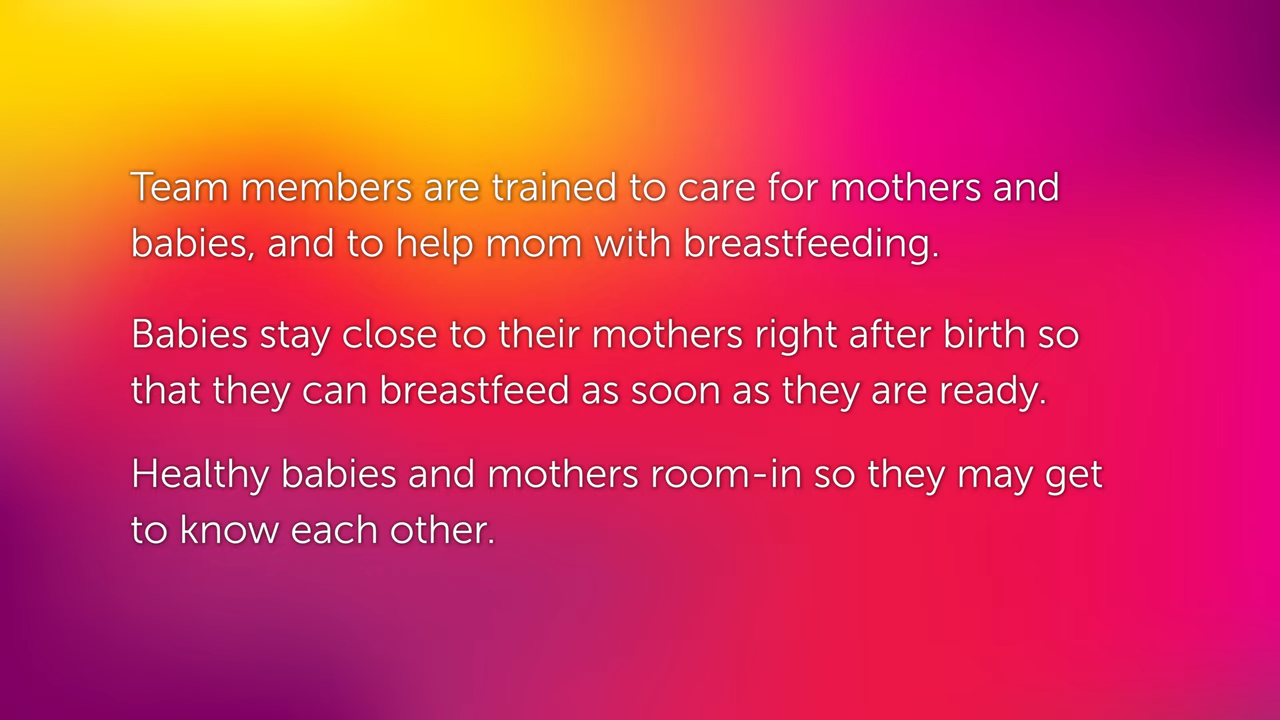 Team members are trained to care for mothers and
babies, and to help mom with breastfeeding.
Babies stay close to their mothers right after birth so
that they can breastfeed as soon as they are ready.
Healthy babies and mothers room-in so they may get
to know each other.